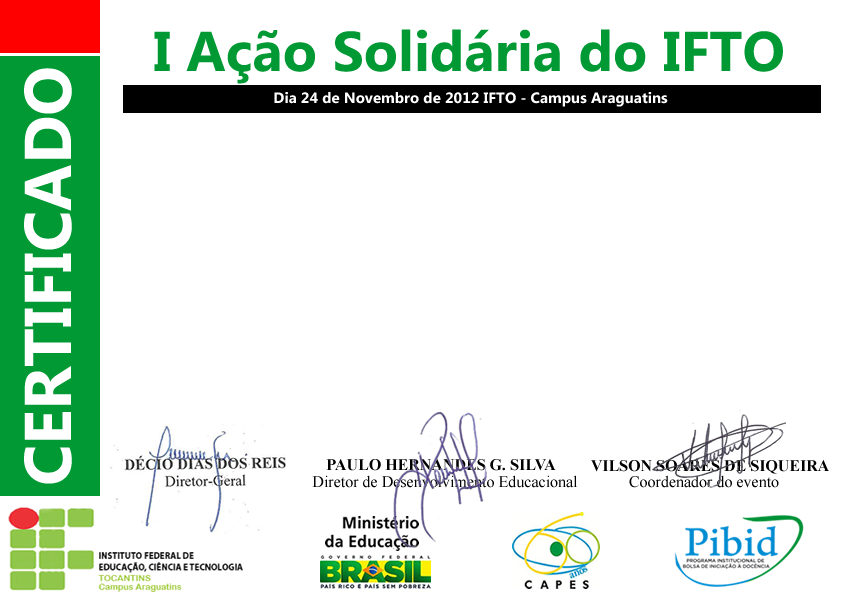 CERTIFICADO
I Ação Solidária do IFTO
Dia 24 de Novembro de 2012 IFTO - Campus Araguatins
DÉCIO DIAS DOS REIS
Diretor-Geral
PAULO HERNANDES G. SILVA
Diretor de Desenvolvimento Educacional
VILSON SOARES DE SIQUEIRA
Coordenador do evento
INSTITUTO FEDERAL DE
EDUCAÇÃO, CIÊNCIA E TECNOLOGIA
TOCANTINS
Campus Araguatins
Ministério
da Educação
GOVERNO FEDERAL
BRASIL
PAÍS RICO É PAÍS SEM POBREZA
anos
CAPES
Pibid
PROGRAMA INSTITUCIONAL DE
BOLSA DE INICIAÇÃO À DOCÊNCIA